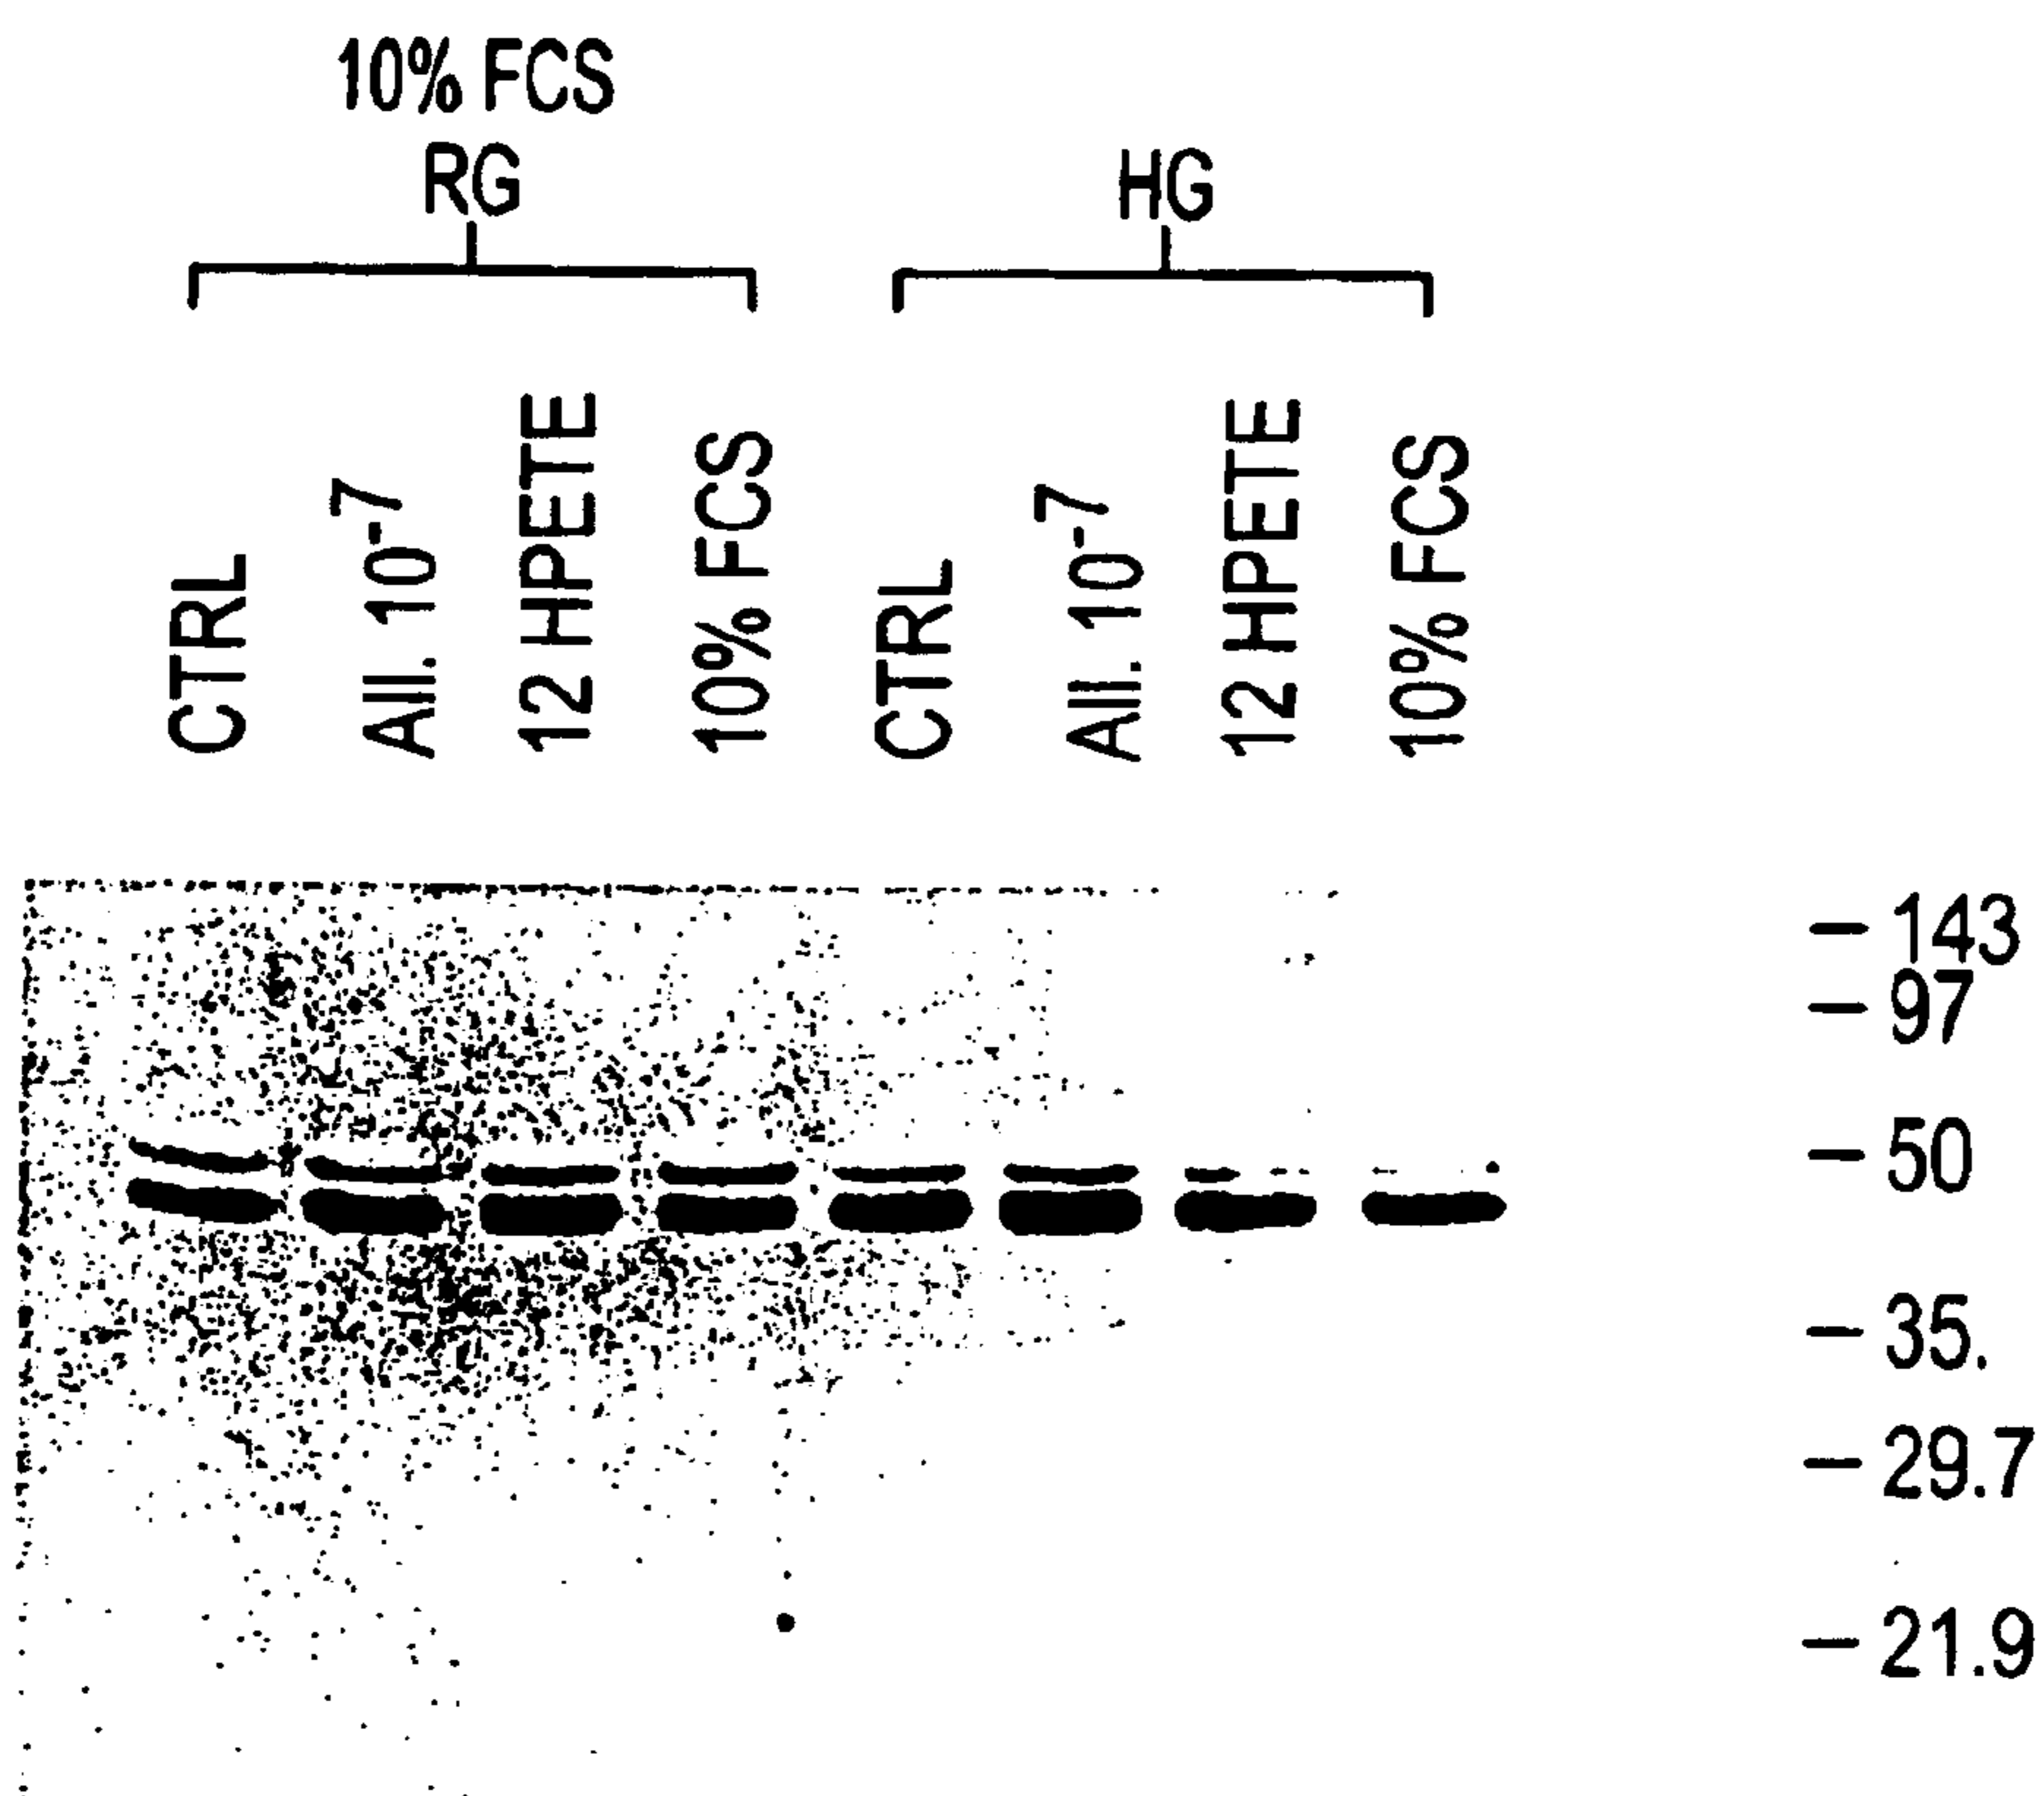 10% FCS
RG
HG
CTRL
AII. 10-7
12 HPETE
10% FCS
CTRL
AII. 10-7
12 HPETE
10% FCS
– 143
– 97
– 50
– 35.
– 29.7
– 21.9